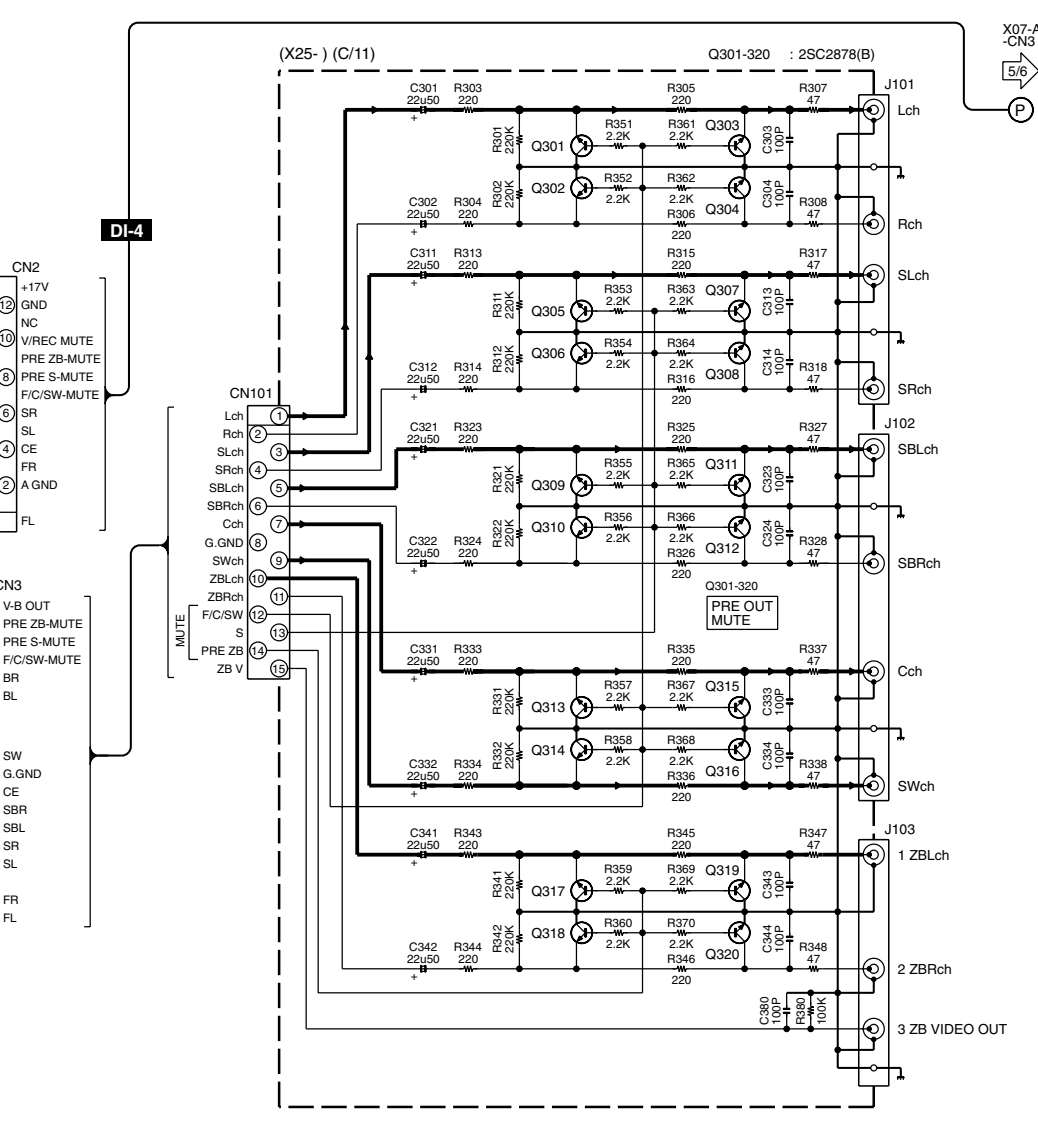 X07-A
-CN3
5/6
P
(X25- ) (C/11)
Q301-320 : 2SC2878(B)
DI-4
CN2
+17V
12 GND
NC
10 V/REC MUTE
PRE ZB-MUTE
8 PRE S-MUTE
F/C/SW-MUTE
6 SR
SL
4 CE
FR
2 A GND
FL
CN3
V-B OUT
PRE ZB-MUTE
PRE S-MUTE
F/C/SW-MUTE
BR
BL
SW
G.GND
CE
SBR
SBL
SR
SL
FR
FL
CN101
Lch 1
Rch 2
SLch 3
SRch 4
SBLch 5
SBRch 6
Cch 7
G.GND 8
SWch 9
ZBLch 10
ZBRch 11
MUTE
F/C/SW 12
S 13
PRE ZB 14
ZB V 15
C301 R303 R305 R307 J101
22u50 220 220 47
+ Lch
R301 220K Q301 R351 2.2K R361 2.2K Q303 C303 100P
R302 220K Q302 R352 2.2K R362 2.2K Q304 C304 100P
C302 R304 R306 R308
22u50 220 220 47
+ Rch
C311 R313 R315 R317
22u50 220 220 47
+ SLch
R311 220K Q305 R353 2.2K R363 2.2K Q307 C313 100P
R312 220K Q306 R354 2.2K R364 2.2K Q308 C314 100P
C312 R314 R316 R318
22u50 220 220 47
+ SRch
J102
C321 R323 R325 R327
22u50 220 220 47
+ SBLch
R321 220K Q309 R355 2.2K R365 2.2K Q311 C323 100P
R322 220K Q310 R356 2.2K R366 2.2K Q312 C324 100P
C322 R324 R326 R328
22u50 220 220 47
+ SBRch
Q301-320
PRE OUT
MUTE
C331 R333 R335 R337
22u50 220 220 47
+ Cch
R331 220K Q313 R357 2.2K R367 2.2K Q315 C333 100P
R332 220K Q314 R358 2.2K R368 2.2K Q316 C334 100P
C332 R334 R336 R338
22u50 220 220 47
+ SWch
J103
C341 R343 R345 R347
22u50 220 220 47
+ 1 ZBLch
R341 220K Q317 R359 2.2K R369 2.2K Q319 C343 100P
R342 220K Q318 R360 2.2K R370 2.2K Q320 C344 100P
C342 R344 R346 R348
22u50 220 220 47
+ 2 ZBRch
C380 100P R380 100K
3 ZB VIDEO OUT